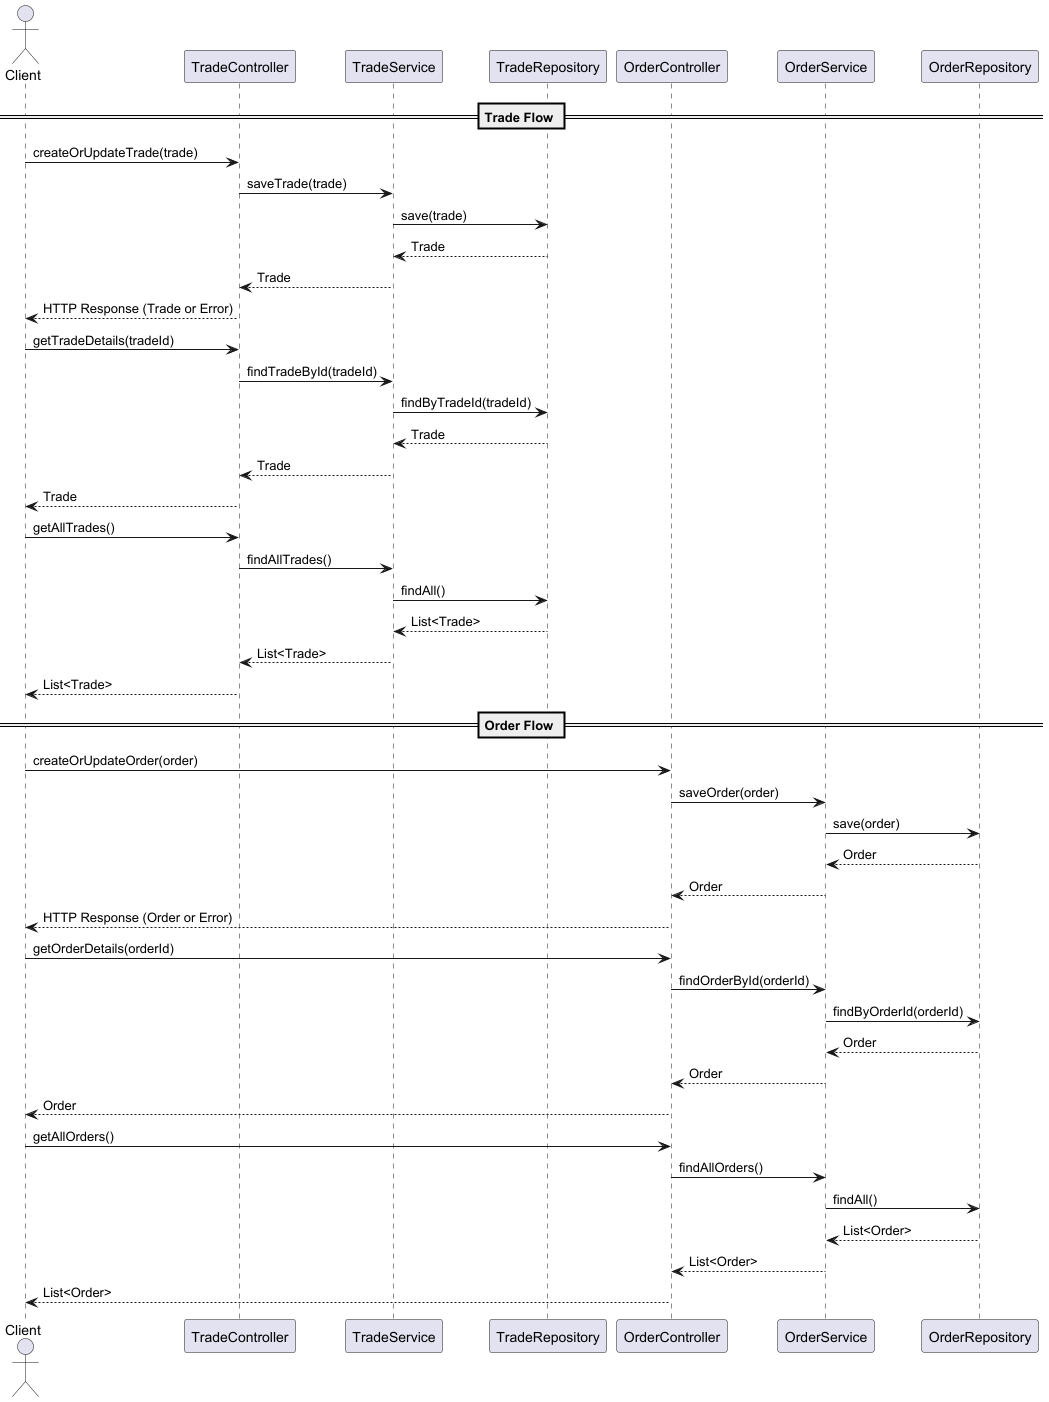 Client
TradeController
TradeService
TradeRepository
OrderController
OrderService
OrderRepository
Trade Flow
createOrUpdateTrade(trade)
saveTrade(trade)
save(trade)
Trade
Trade
HTTP Response (Trade or Error)
getTradeDetails(tradeId)
findTradeById(tradeId)
findByTradeId(tradeId)
Trade
Trade
Trade
getAllTrades()
findAllTrades()
findAll()
List<Trade>
List<Trade>
List<Trade>
Order Flow
createOrUpdateOrder(order)
saveOrder(order)
save(order)
Order
Order
HTTP Response (Order or Error)
getOrderDetails(orderId)
findOrderById(orderId)
findByOrderId(orderId)
Order
Order
Order
getAllOrders()
findAllOrders()
findAll()
List<Order>
List<Order>
List<Order>
Client
TradeController
TradeService
TradeRepository
OrderController
OrderService
OrderRepository